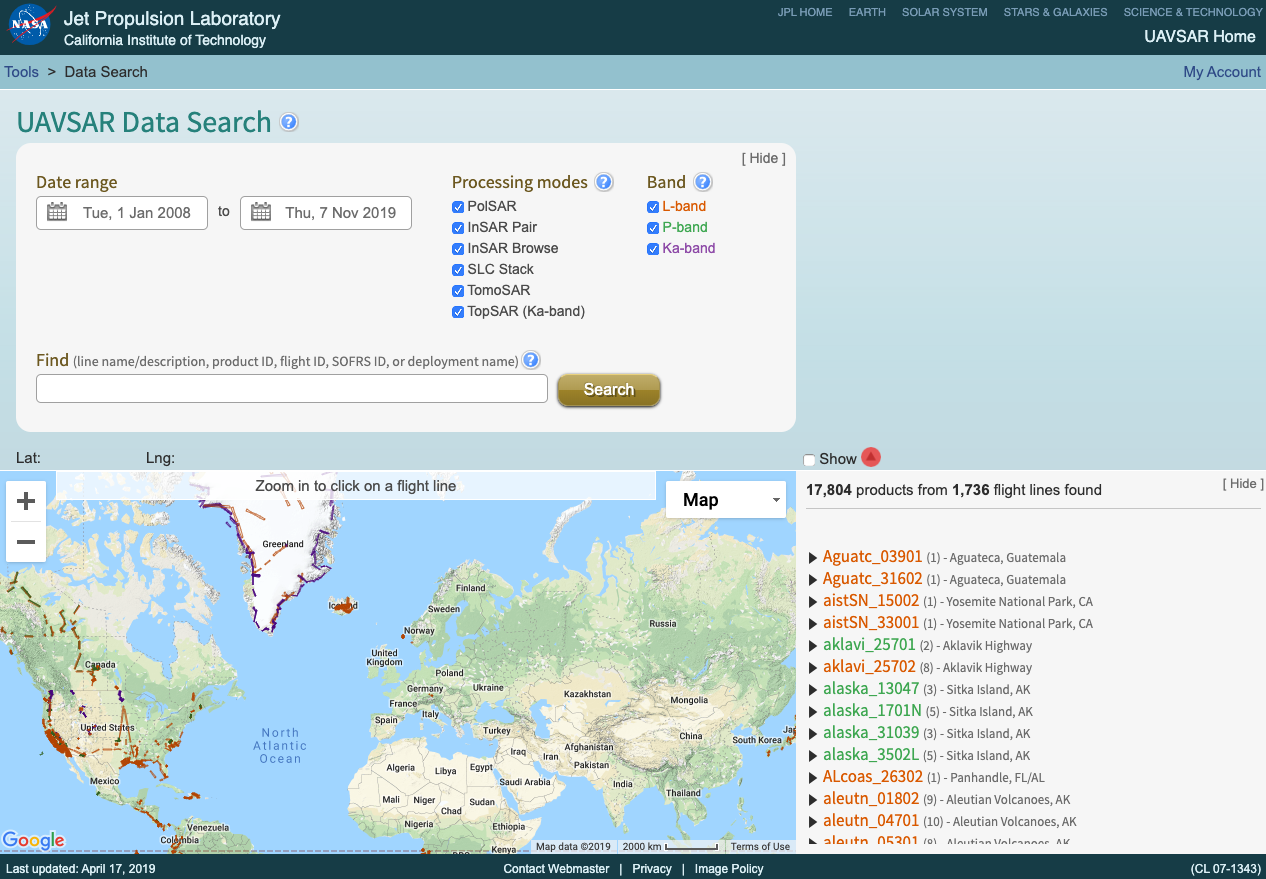 NASA
Jet Propulsion Laboratory
California Institute of Technology
JPL HOME EARTH SOLAR SYSTEM STARS & GALAXIES SCIENCE & TECHNOLOGY
UAVSAR Home
Tools > Data Search
My Account
UAVSAR Data Search ?
[ Hide ]
Date range
Tue, 1 Jan 2008 to Thu, 7 Nov 2019
Processing modes ?
PolSAR
InSAR Pair
InSAR Browse
SLC Stack
TomoSAR
TopSAR (Ka-band)
Band ?
L-band
P-band
Ka-band
Find (line name/description, product ID, flight ID, SOFRS ID, or deployment name) ?
Search
Lat: Lng:
Show
Zoom in to click on a flight line
+
−
Map
Greenland
Iceland
Finland
Sweden
Norway
Russia
United
Kingdom
Canada
Poland
Germany
Ukraine
France
Kazakhstan
Mongolia
Italy
Spain
United States
Turkey
China
South Korea
Ja
North
Atlantic
Ocean
Iraq
Iran
Afghanistan
Pakistan
Algeria
Libya
Egypt
Saudi Arabia
Mexico
India
Mali
Niger
Sudan
Chad
Thailand
Nigeria
Ethiopia
Venezuela
Colombia
Kenya
DRC
Google
Map data ©2019 2000 km Terms of Use
17,804 products from 1,736 flight lines found
[ Hide ]
Aguatc_03901 (1) - Aguateca, Guatemala
Aguatc_31602 (1) - Aguateca, Guatemala
aistSN_15002 (1) - Yosemite National Park, CA
aistSN_33001 (1) - Yosemite National Park, CA
aklavi_25701 (2) - Aklavik Highway
aklavi_25702 (8) - Aklavik Highway
alaska_13047 (3) - Sitka Island, AK
alaska_1701N (5) - Sitka Island, AK
alaska_31039 (3) - Sitka Island, AK
alaska_3502L (5) - Sitka Island, AK
ALcoas_26302 (1) - Panhandle, FL/AL
aleutn_01802 (9) - Aleutian Volcanoes, AK
aleutn_04701 (10) - Aleutian Volcanoes, AK
aleutn_05301 (8) - Aleutian Volcanoes, AK
Last updated: April 17, 2019
Contact Webmaster | Privacy | Image Policy
(CL 07-1343)